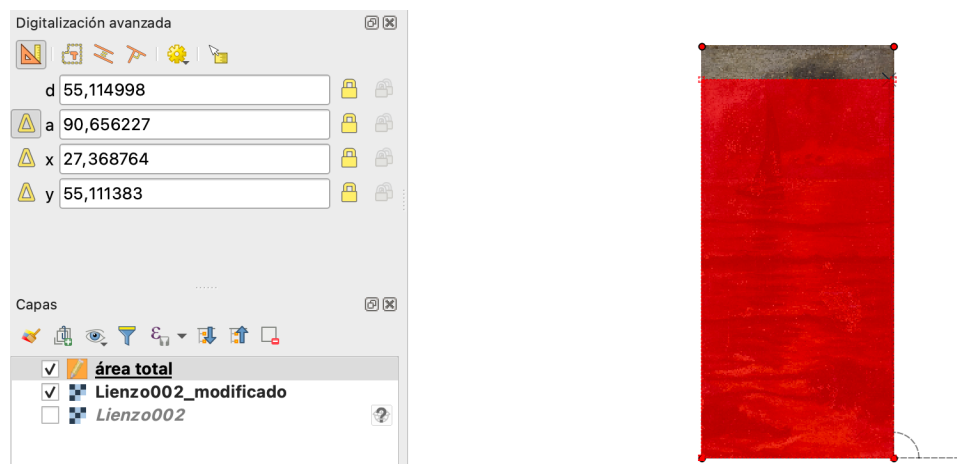 Digitalización avanzada
d 55,114998
a 90,656227
x 27,368764
y 55,111383
Capas
área total
Lienzo002_modificado
Lienzo002